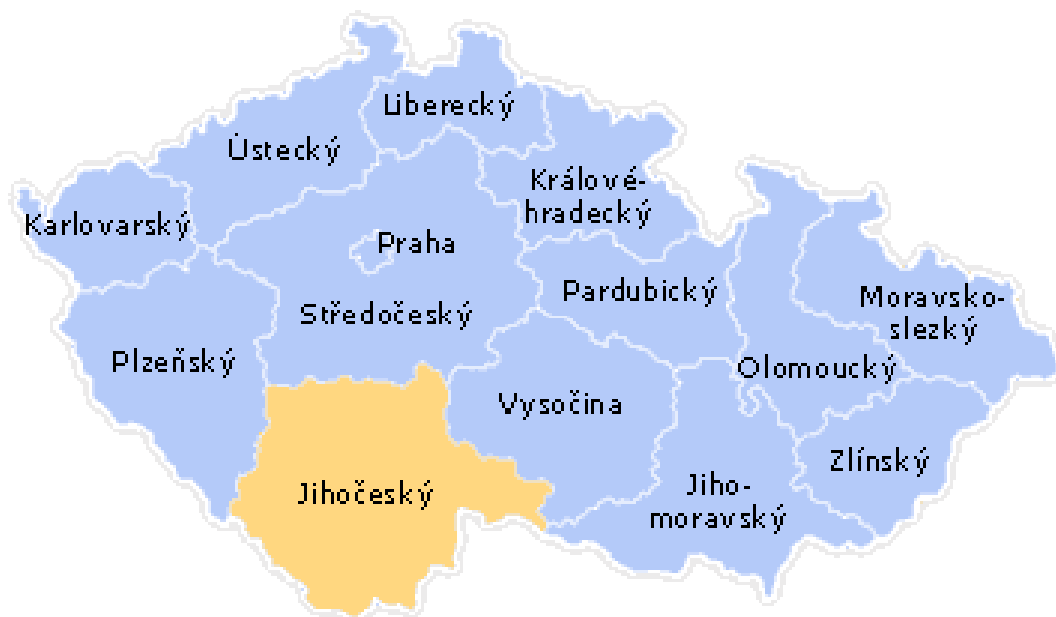 Liberecký
Ústecký
Králové-
hradecký
Karlovarský
Praha
Pardubický
Středočeský
Moravsko-
slezký
Plzeňský
Olomoucký
Vysočina
Zlínský
Jihočeský
Jiho-
moravský